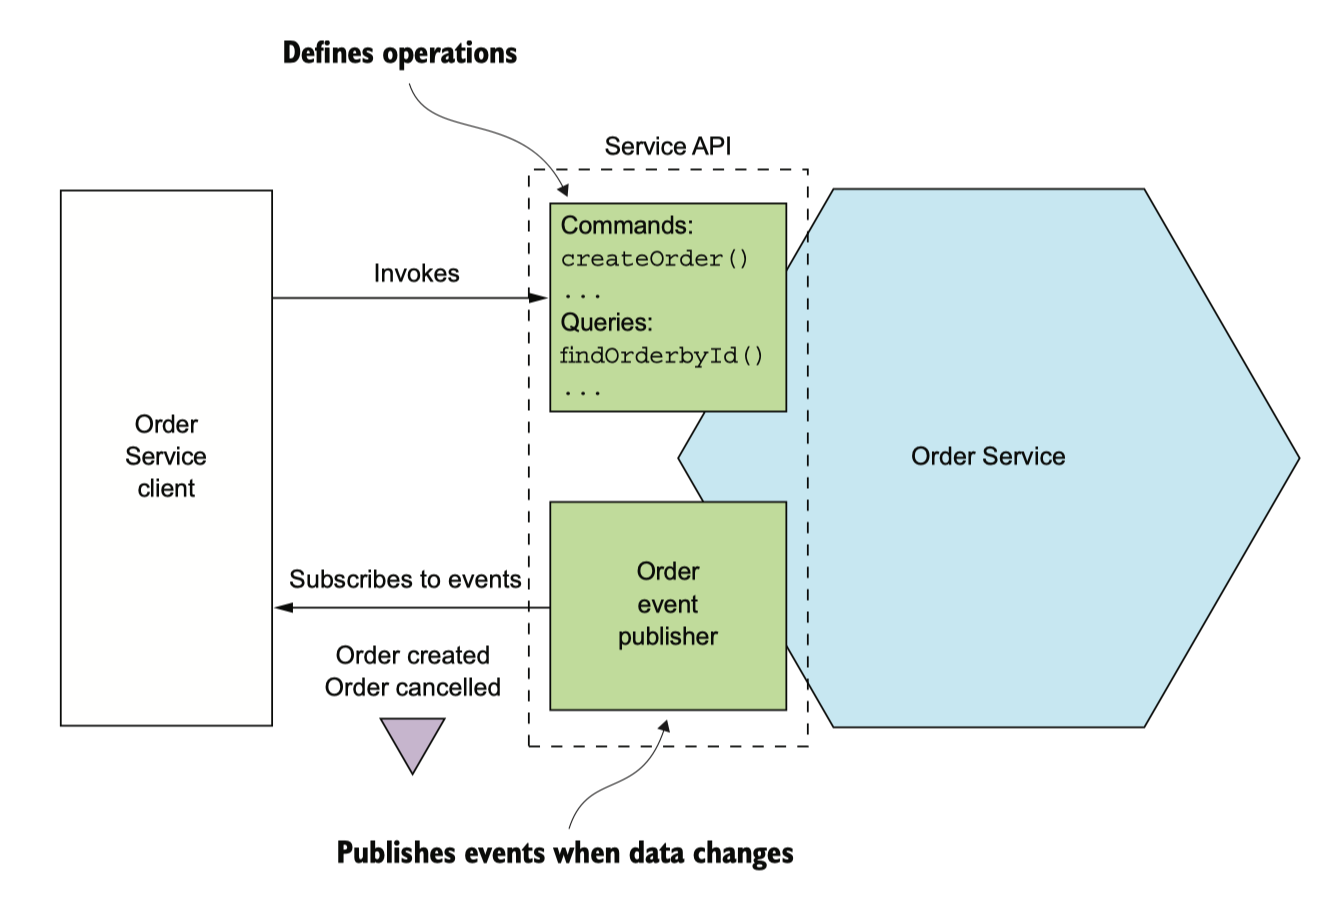 Defines operations
Service API
Commands:
createOrder()
...
Queries:
findOrderbyId()
...
Invokes
Order
Service
client
Order Service
Subscribes to events
Order
event
publisher
Order created
Order cancelled
Publishes events when data changes